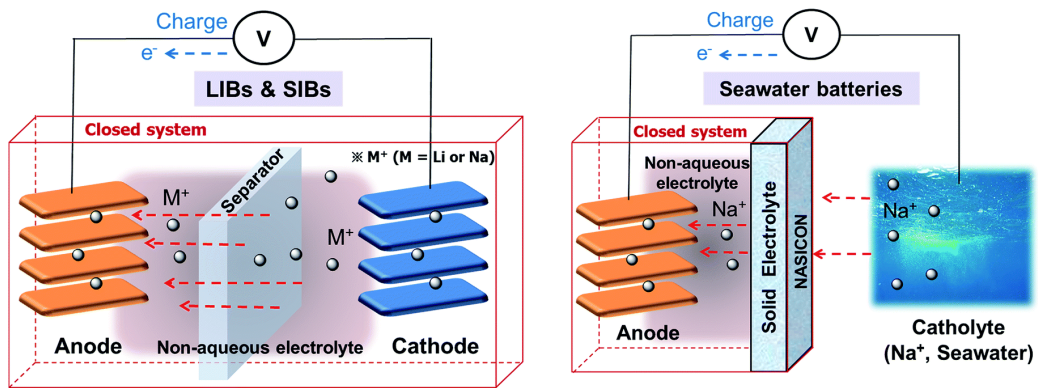 Charge
V
e-
LIBs & SIBs
Closed system
※ M+ (M = Li or Na)
Separator
M+
M+
Anode
Non-aqueous electrolyte
Cathode
Charge
V
e-
Seawater batteries
Closed system
Non-aqueous
electrolyte
Na+
Solid Electrolyte
NASICON
Na+
Anode
Catholyte
(Na+, Seawater)